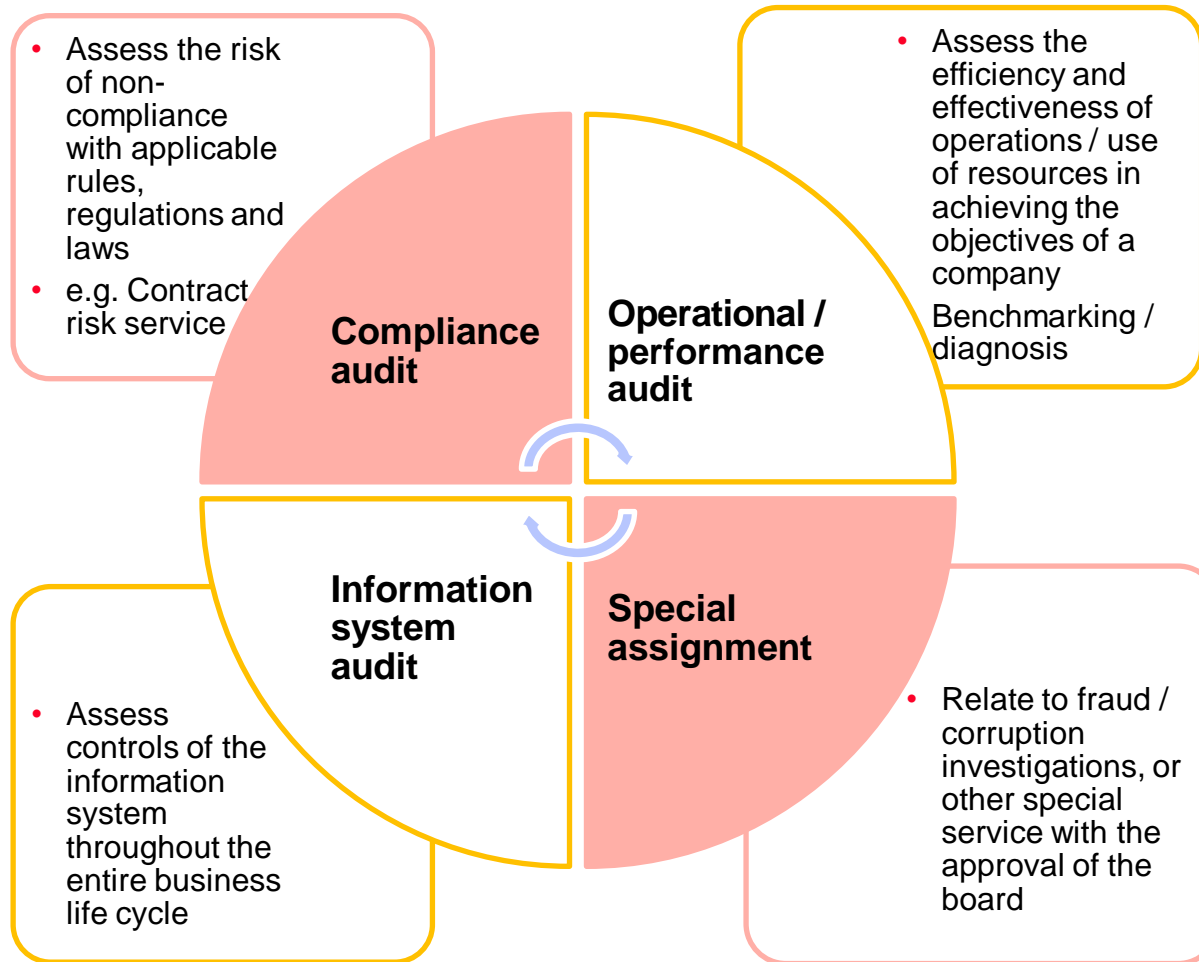 • Assess the risk
of non-
compliance
with applicable
rules,
regulations and
laws
• e.g. Contract
risk service
• Assess the
efficiency and
effectiveness of
operations / use
of resources in
achieving the
objectives of a
company
Benchmarking /
diagnosis
Compliance
audit
Operational /
performance
audit
Information
system
audit
Special
assignment
• Assess
controls of the
information
system
throughout the
entire business
life cycle
• Relate to fraud /
corruption
investigations, or
other special
service with the
approval of the
board